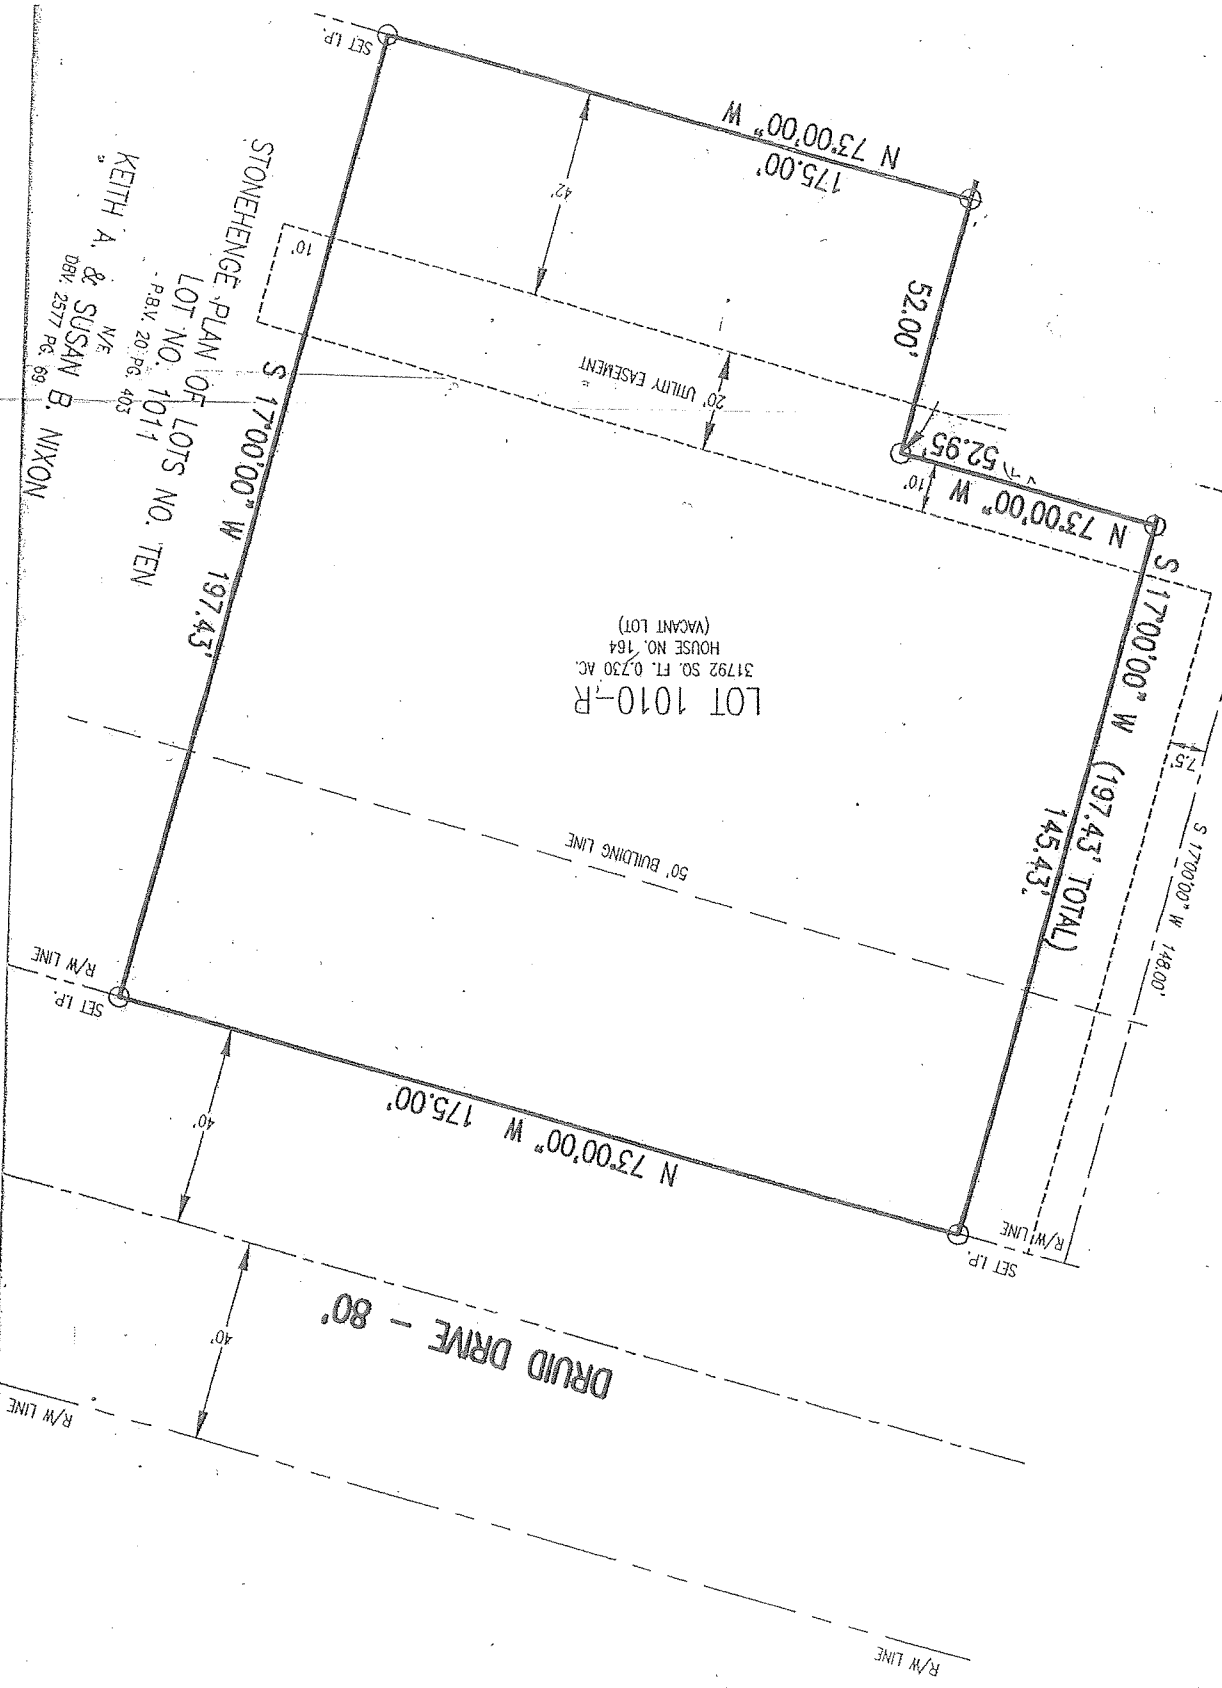 R/W LINE
DRUID DRIVE - 80'
R/W LINE
40'
40'
SET I.P.
R/W LINE
N 73°00'00" W 175.00'
SET I.P.
R/W LINE
50' BUILDING LINE
S 17°00'00" W 148.00'
7.5'
S 17°00'00" W (197.43' TOTAL)
145.43'
LOT 1010-R
31792 SQ. FT. 0.730 AC.
HOUSE NO. 164
(VACANT LOT)
S 17°00'00" W 197.43'
STONEHENGE PLAN OF LOTS NO. TEN
LOT NO. 1011
P.B.V. 20 PG. 403
N/F
KEITH A. & SUSAN B. NIXON
DBV. 2577 PG. 69
N 73°00'00" W
52.95'
10'
20' UTILITY EASEMENT
10'
52.00'
42'
175.00'
N 73°00'00" W
SET I.P.